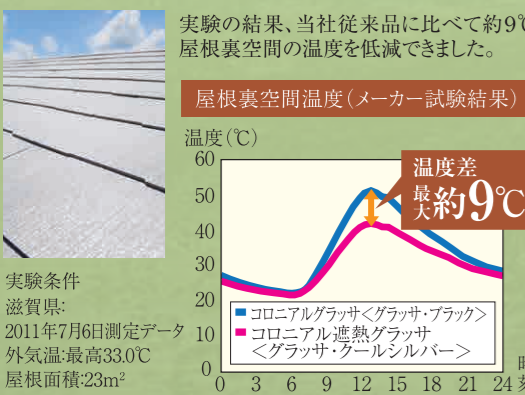 実験の結果、当社従来品に比べて約9℃
屋根裏空間の温度を低減できました。
屋根裏空間温度(メーカー試験結果)
温度(℃)
60
50
40
30
20
10
0
温度差
最大約9℃
■コロニアルグラッサ<グラッサ・ブラック>
■コロニアル遮熱グラッサ
<グラッサ・クールシルバー>
0 3 6 9 12 15 18 21 24
実験条件
滋賀県:
2011年7月6日測定データ
外気温:最高33.0℃
屋根面積:23m²